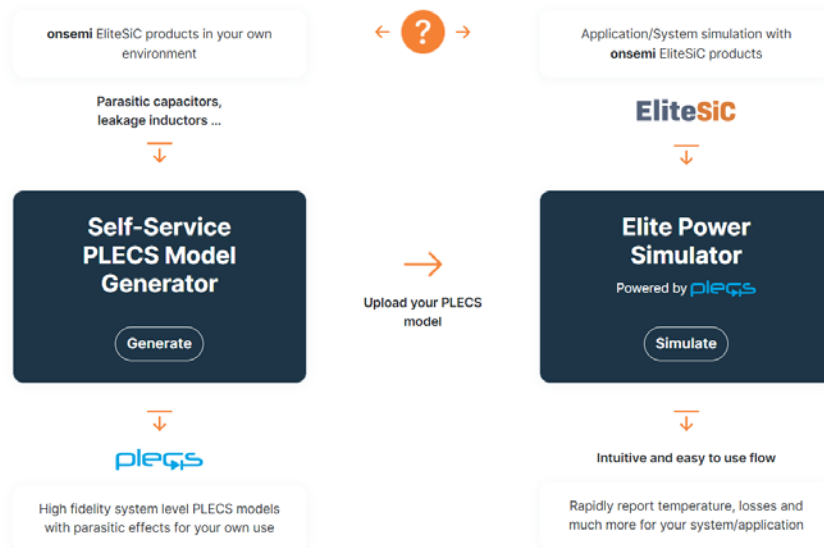 onsemi EliteSiC products in your own
environment
?
Application/System simulation with
onsemi EliteSiC products
Parasitic capacitors,
leakage inductors ...
EliteSiC
Self-Service
PLECS Model
Generator
Generate
Upload your PLECS
model
Elite Power
Simulator
Powered by plecs
Simulate
plecs
High fidelity system level PLECS models
with parasitic effects for your own use
Intuitive and easy to use flow
Rapidly report temperature, losses and
much more for your system/application